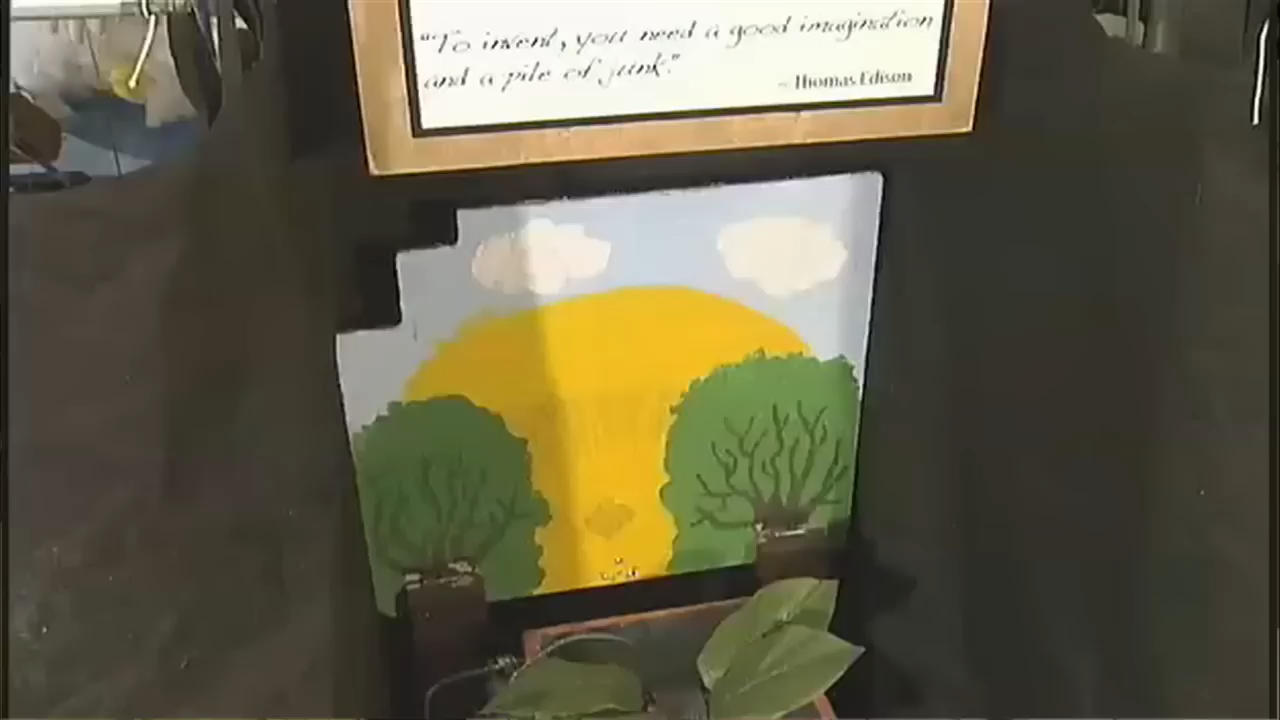 "To invent, you need a good imagination
and a pile of junk."
~ Thomas Edison